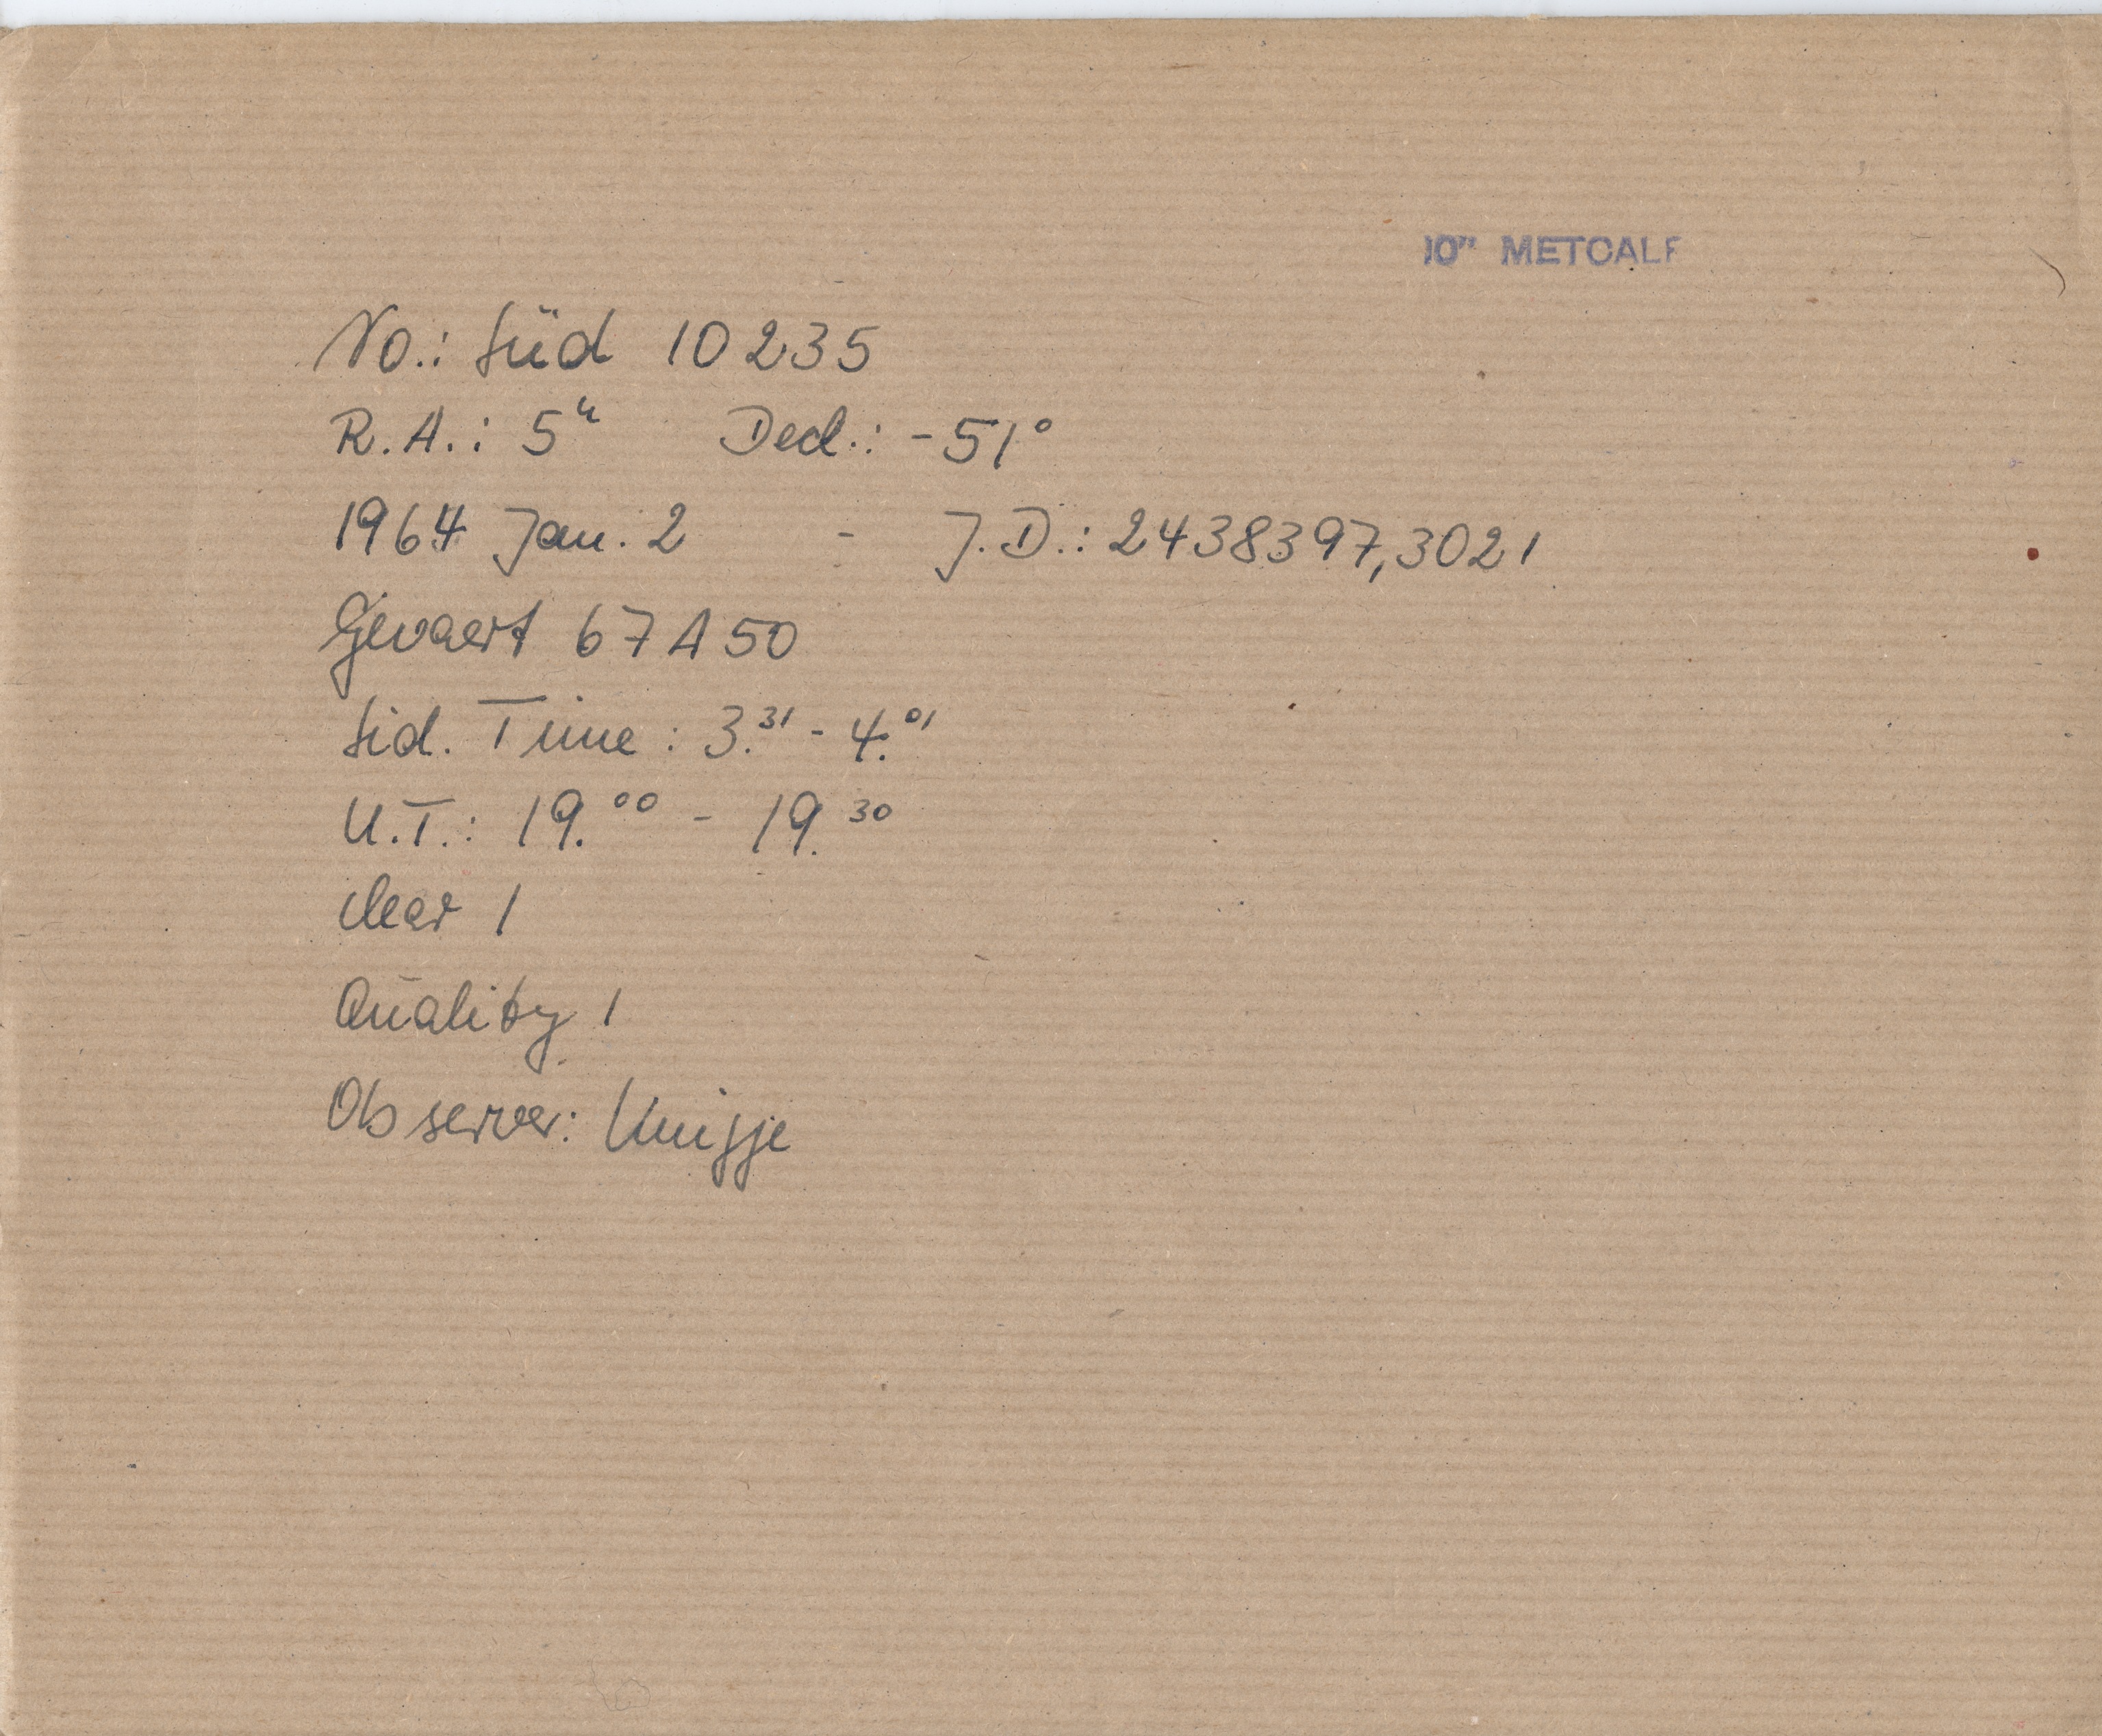 10" METCALF
No.: Süd 10235
R.A.: 5h Decl.: -51°
1964 Jan. 2 - J.D.: 2438397,3021
Gevaert 67A50
Sid. Time: 3.31 - 4.01
U.T.: 19.00 - 19.30
clear 1
Quality 1
Observer: